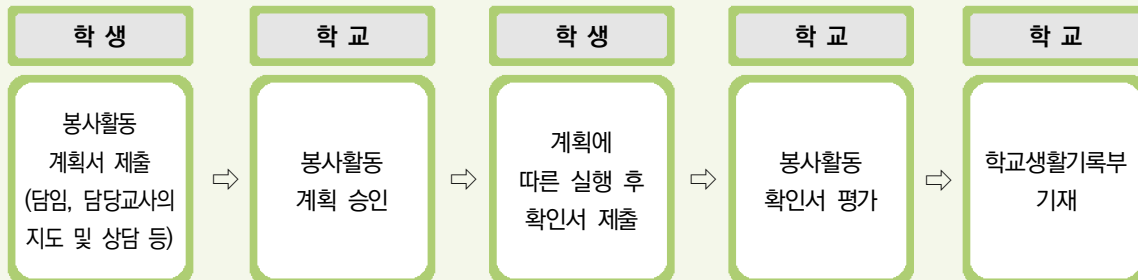 학 생
봉사활동
계획서 제출
(담임, 담당교사의
지도 및 상담 등)
⇨
학 교
봉사활동
계획 승인
⇨
학 생
계획에
따른 실행 후
확인서 제출
⇨
학 교
봉사활동
확인서 평가
⇨
학 교
학교생활기록부
기재